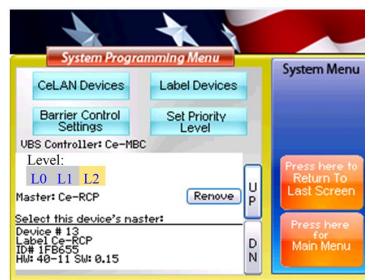 System Programming Menu
System Menu
CeLAN Devices
Label Devices
Barrier Control
Settings
Set Priority
Level
VBS Controller: Ce-MBC
Level:
L0 L1 L2
Master: Ce-RCP
Remove
UP
Select this device's master:
Device # 13
Label Ce-RCP
ID# 1FB655
HW: 40-11 SW: 0.15
DN
Press here to
Return To
Last Screen
Press here
for
Main Menu